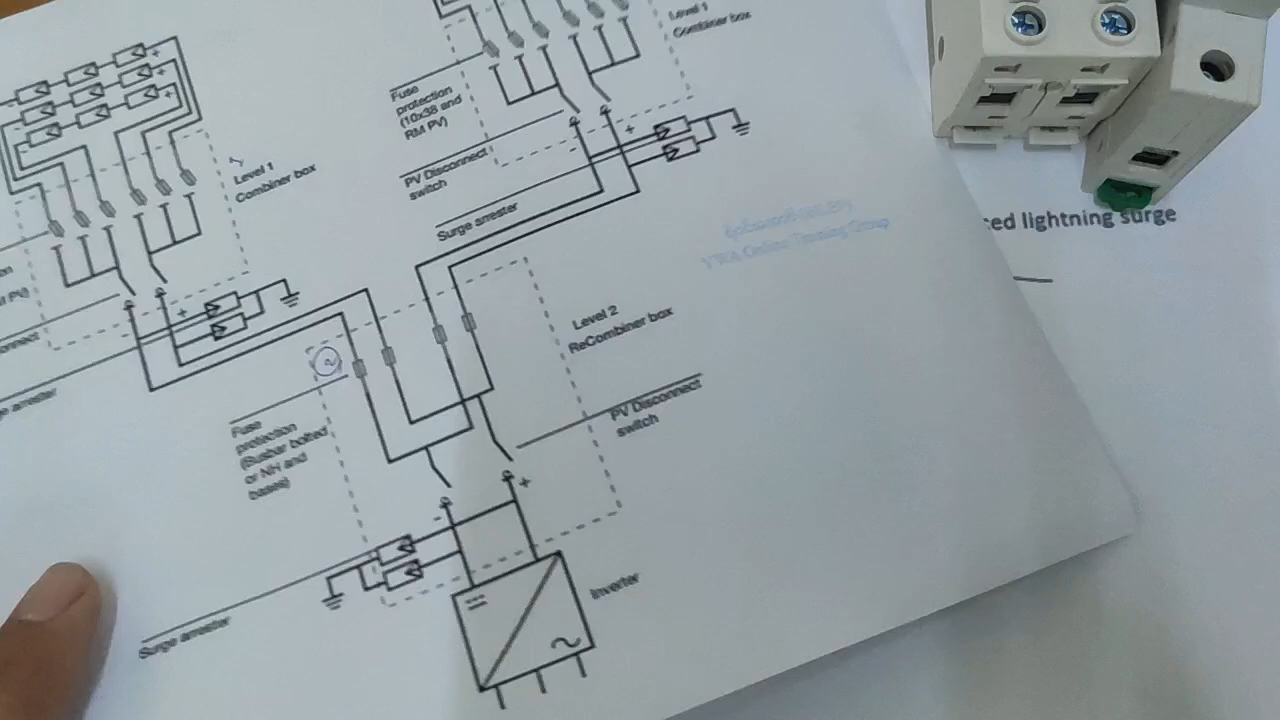 Level 1
Combiner box
Fuse
protection
(10x38 and
RM PV)
PV Disconnect
switch
Surge arrester
Level 1
Combiner box
ced lightning surge
Level 2
ReCombiner box
PV Disconnect
switch
Fuse
protection
(Busbar bolted
or NH and
bases)
Surge arrester
Inverter